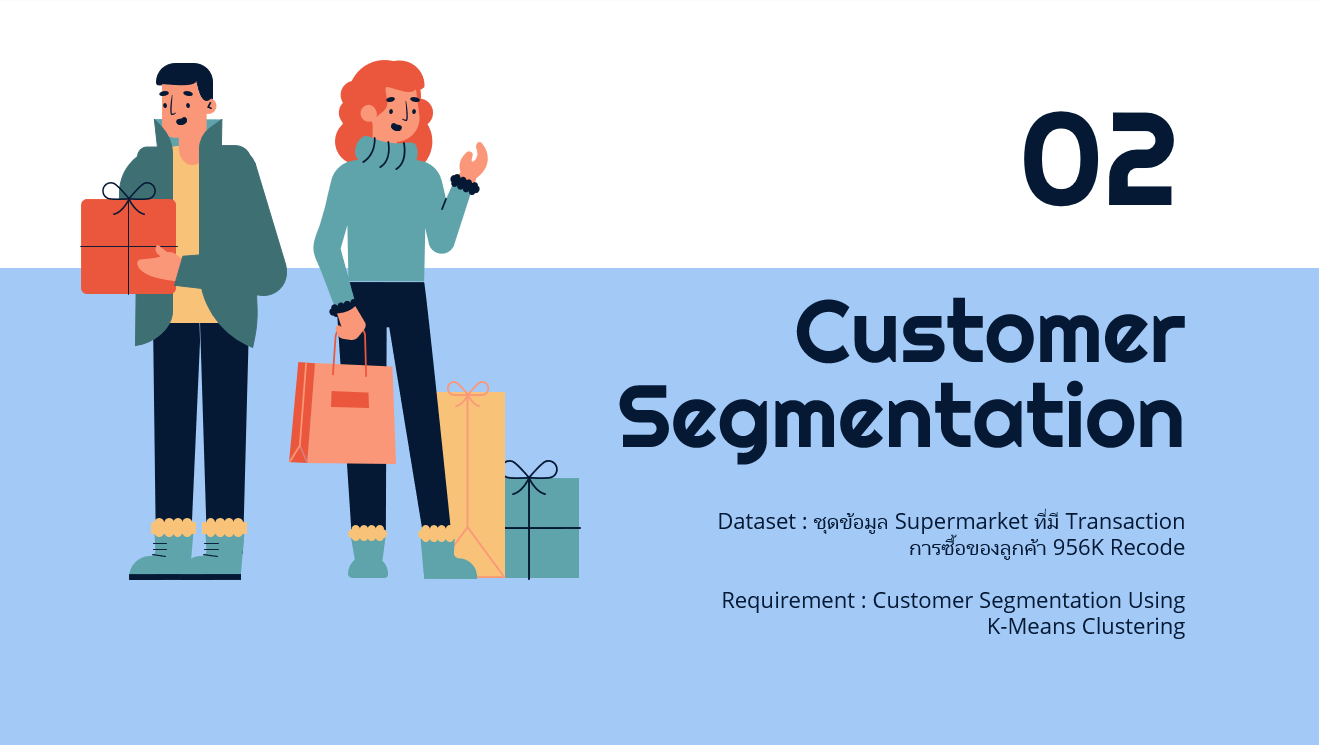 02
Customer
Segmentation
Dataset : ชุดข้อมูล Supermarket ที่มี Transaction
การซื้อของลูกค้า 956K Recode
Requirement : Customer Segmentation Using
K-Means Clustering